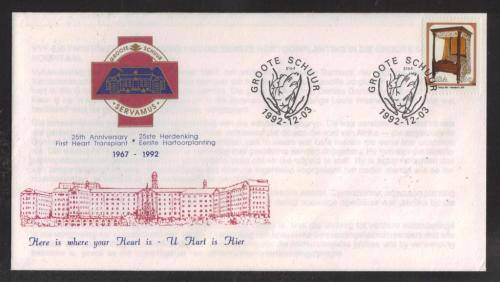 GROOTE SCHUUR
SERVAMUS
25th Anniversary • 25ste Herdenking
First Heart Transplant Eerste Hartoorplanting
1967 - 1992
Here is where your Heart is - U Hart is Hier
GROOTE SCHUUR
1992-12-03
GROOTE SCHUUR
1992-12-03